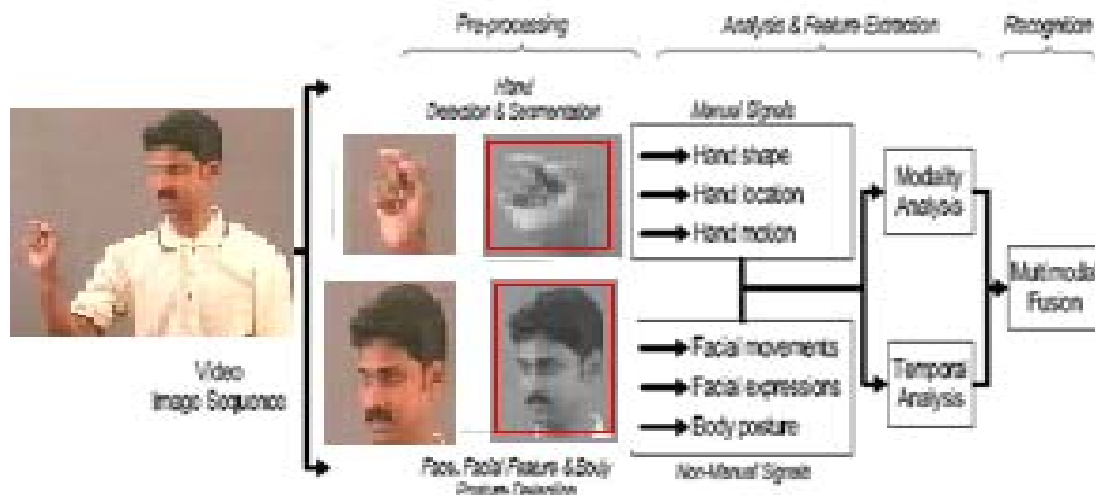 Pre-processing
Analysis & Feature Extraction
Recognition
Hand
Detection & Segmentation
Manual Signals
Hand shape
Hand location
Hand motion
Modality
Analysis
Multimodal
Fusion
Facial movements
Facial expressions
Body posture
Temporal
Analysis
Video
Image Sequence
Face, Facial Feature & Body
Posture Detection
Non-Manual Signals